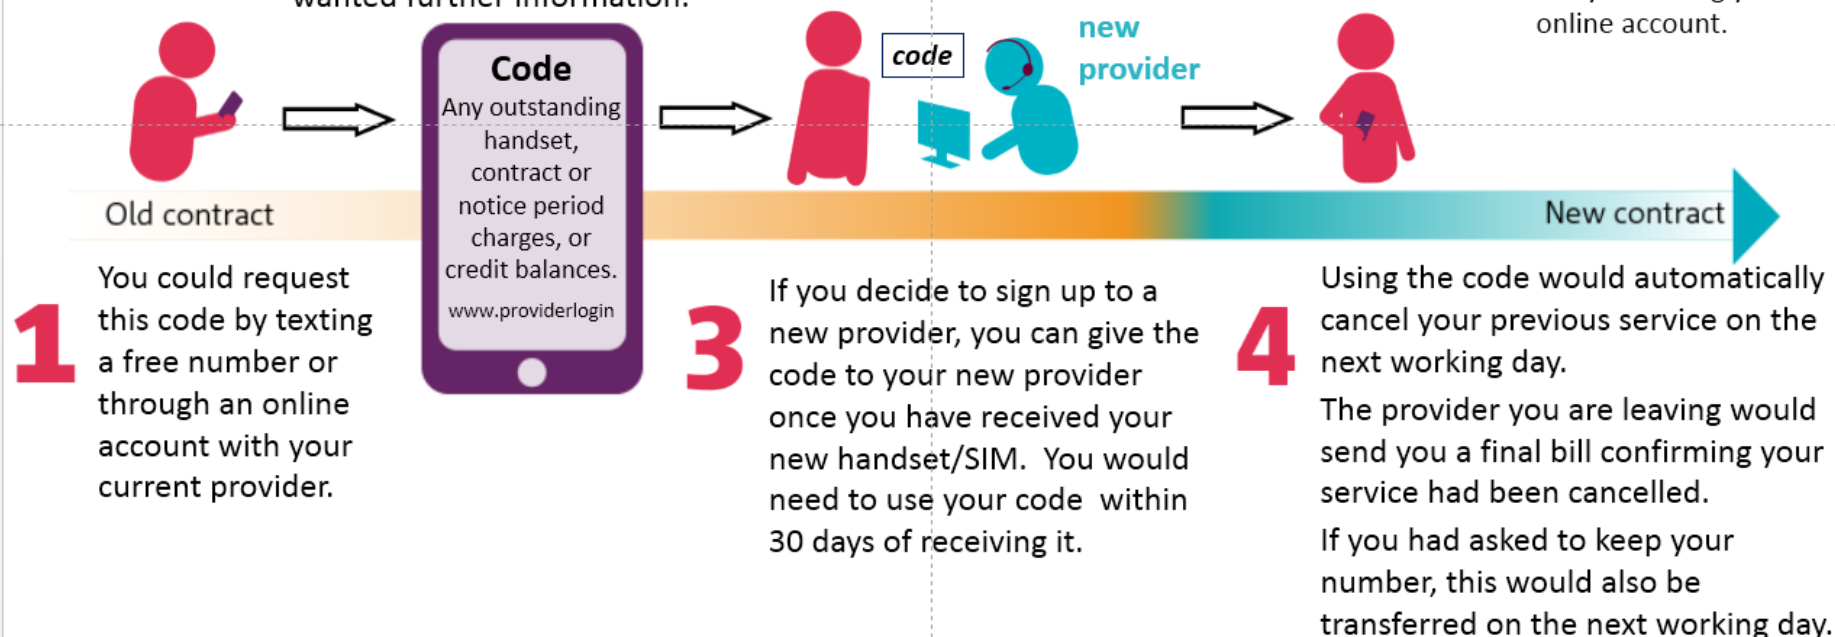 wanted further information.
online account.
Code
Any outstanding
handset,
contract or
notice period
charges, or
credit balances.
www.providerlogin
code
new
provider
Old contract
New contract
1
You could request
this code by texting
a free number or
through an online
account with your
current provider.
3
If you decide to sign up to a
new provider, you can give the
code to your new provider
once you have received your
new handset/SIM.  You would
need to use your code  within
30 days of receiving it.
4
Using the code would automatically
cancel your previous service on the
next working day.
The provider you are leaving would
send you a final bill confirming your
service had been cancelled.
If you had asked to keep your
number, this would also be
transferred on the next working day.